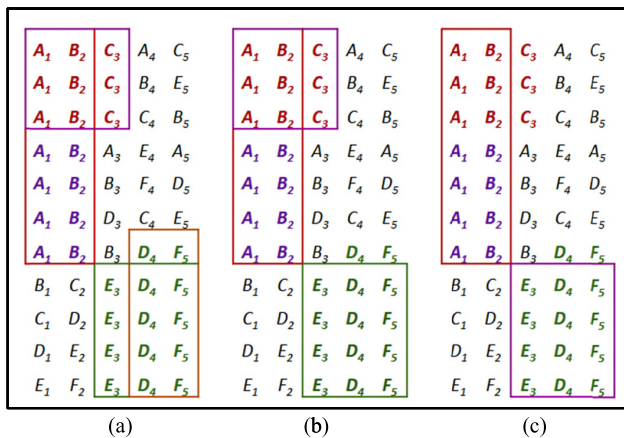 A₁ B₂ C₃ A₄ C₅ A₁ B₂ C₃ A₄ C₅ A₁ B₂ C₃ A₄ C₅
A₁ B₂ C₃ B₄ E₅ A₁ B₂ C₃ B₄ E₅ A₁ B₂ C₃ B₄ E₅
A₁ B₂ C₃ C₄ B₅ A₁ B₂ C₃ C₄ B₅ A₁ B₂ C₃ C₄ B₅
A₁ B₂ A₃ E₄ A₅ A₁ B₂ A₃ E₄ A₅ A₁ B₂ A₃ E₄ A₅
A₁ B₂ B₃ F₄ D₅ A₁ B₂ B₃ F₄ D₅ A₁ B₂ B₃ F₄ D₅
A₁ B₂ D₃ C₄ E₅ A₁ B₂ D₃ C₄ E₅ A₁ B₂ D₃ C₄ E₅
A₁ B₂ B₃ D₄ F₅ A₁ B₂ B₃ D₄ F₅ A₁ B₂ B₃ D₄ F₅
B₁ C₂ E₃ D₄ F₅ B₁ C₂ E₃ D₄ F₅ B₁ C₂ E₃ D₄ F₅
C₁ D₂ E₃ D₄ F₅ C₁ D₂ E₃ D₄ F₅ C₁ D₂ E₃ D₄ F₅
D₁ E₂ E₃ D₄ F₅ D₁ E₂ E₃ D₄ F₅ D₁ E₂ E₃ D₄ F₅
E₁ F₂ E₃ D₄ F₅ E₁ F₂ E₃ D₄ F₅ E₁ F₂ E₃ D₄ F₅
(a) (b) (c)